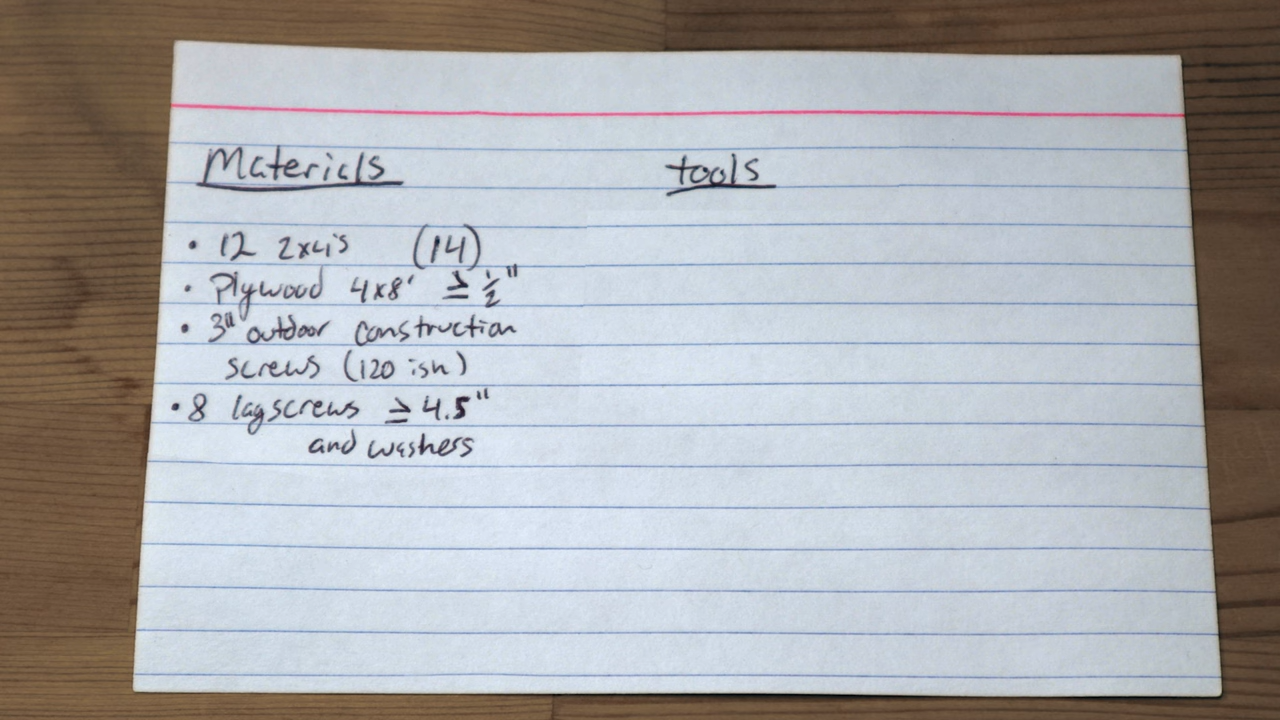 Materials
tools
• 12 2x4's (14)
• Plywood 4x8' ≥ ½"
• 3" outdoor construction
screws (120 ish)
• 8 lagscrews ≥ 4.5"
and washers